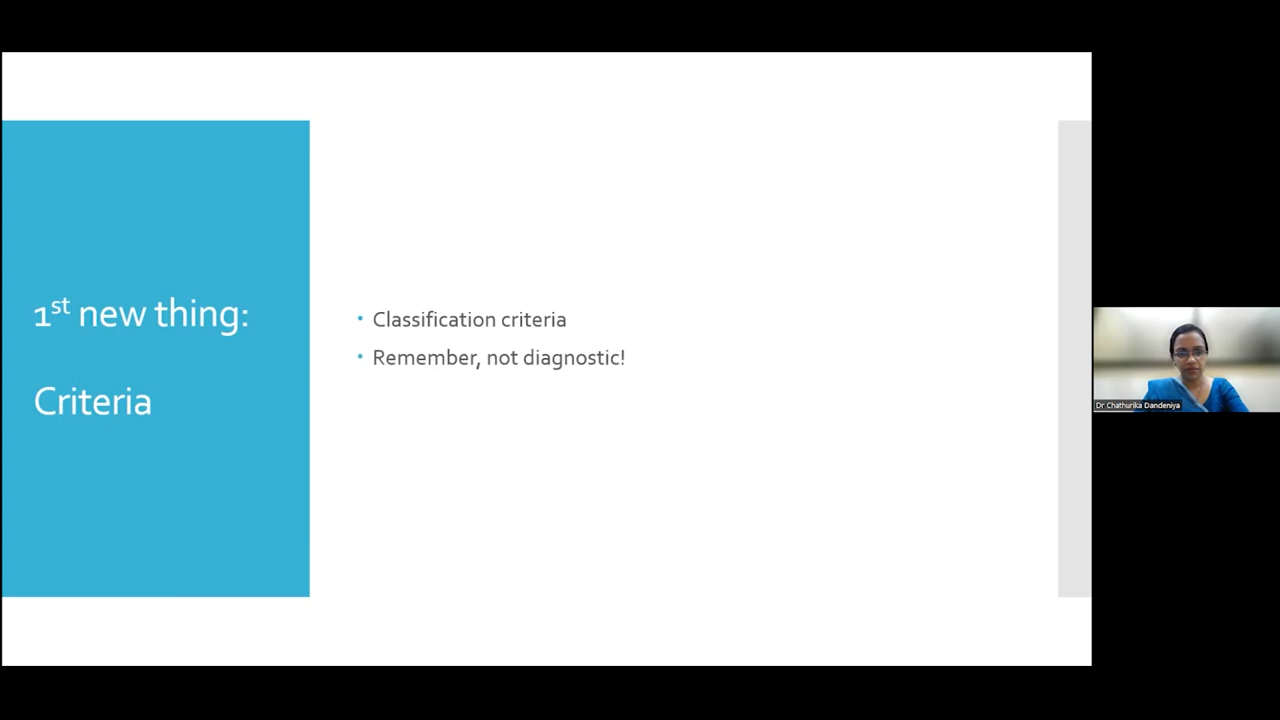 1st new thing:
Criteria
• Classification criteria
• Remember, not diagnostic!
Dr Chathurika Dandeniya